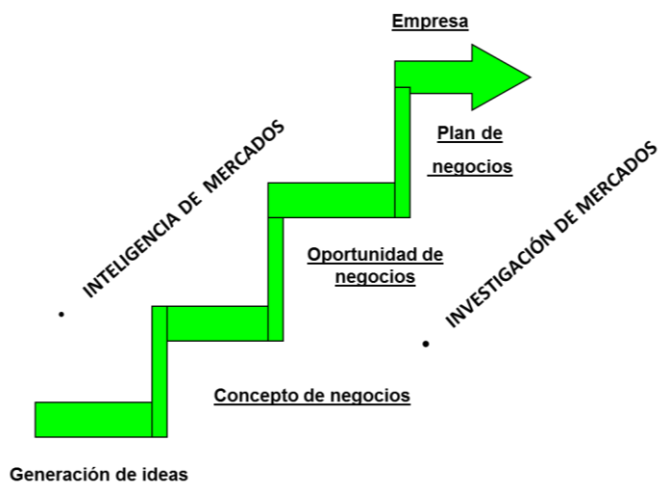 Empresa
Plan de
negocios
INTELIGENCIA DE MERCADOS
INVESTIGACIÓN DE MERCADOS
Oportunidad de
negocios
Concepto de negocios
Generación de ideas